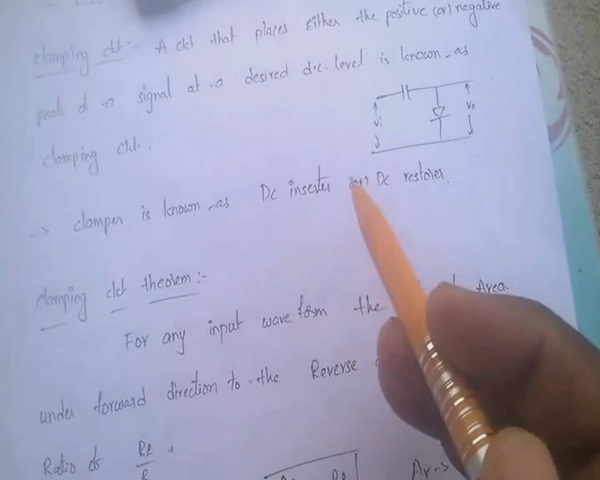 clamping ckt :- A ckt that places either the positive (or) negative
peak of a signal at a desired d.c. level is known as
clamping ckt.
Vi
Vo
-> clamper is known as Dc inserter (or) Dc restorer.
clamping ckt theorem :-
For any input wave form the Area
under forward direction to the Reverse
Ratio of Rf